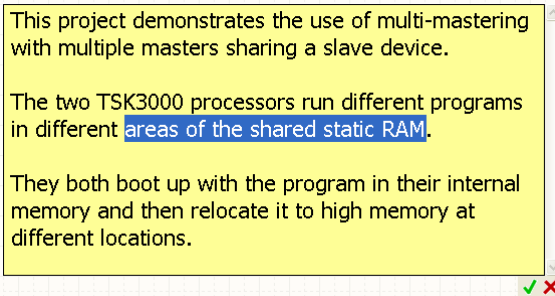 This project demonstrates the use of multi-mastering
with multiple masters sharing a slave device.
The two TSK3000 processors run different programs
in different areas of the shared static RAM.
They both boot up with the program in their internal
memory and then relocate it to high memory at
different locations.